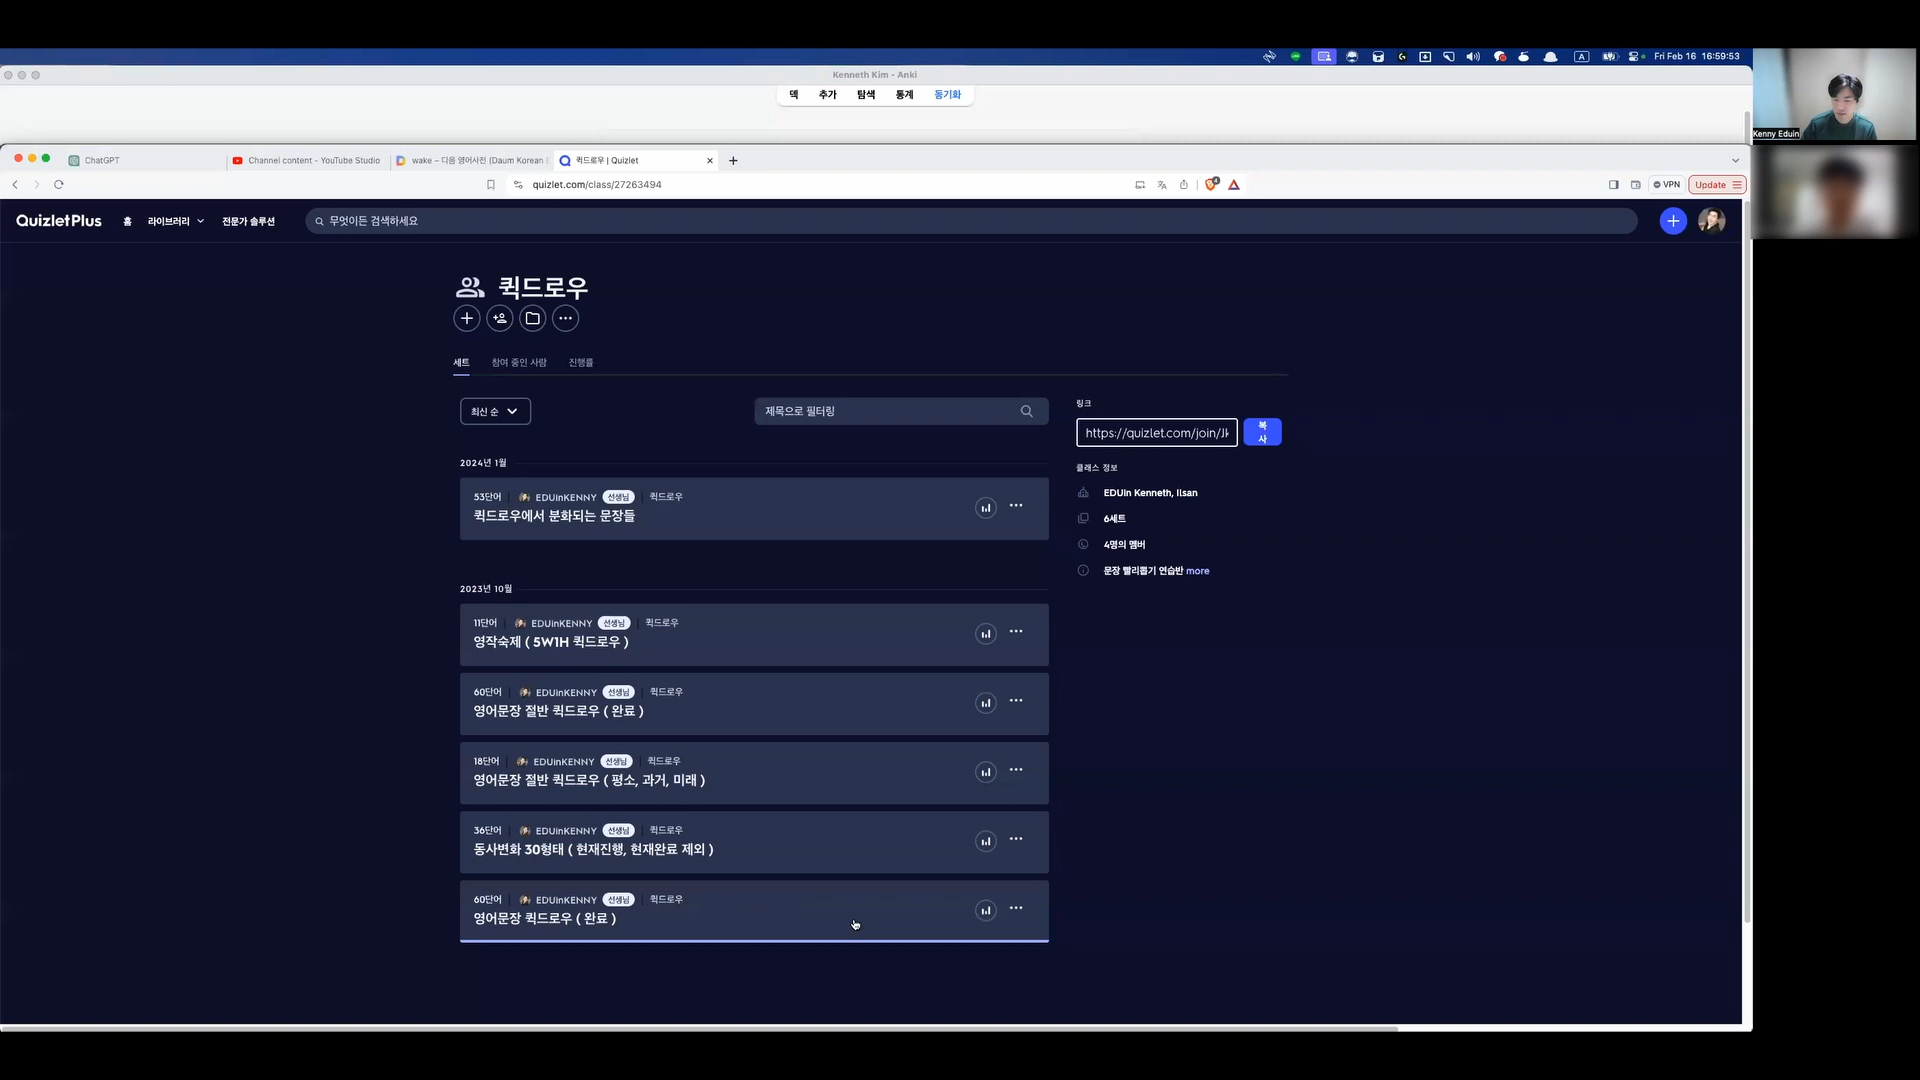 Fri Feb 16 16:59:53
Kenneth Kim - Anki
덱 추가 탐색 통계 동기화
ChatGPT
Channel content - YouTube Studio
wake – 다음 영어사전 (Daum Korean
퀵드로우 | Quizlet
quizlet.com/class/27263494
VPN
Update
QuizletPlus
홈
라이브러리
전문가 솔루션
무엇이든 검색하세요
퀵드로우
세트 참여 중인 사람 진행률
최신 순
제목으로 필터링
2024년 1월
53단어 EDUinKENNY 선생님 퀵드로우
퀵드로우에서 분화되는 문장들
2023년 10월
11단어 EDUinKENNY 선생님 퀵드로우
영작숙제 ( 5W1H 퀵드로우 )
60단어 EDUinKENNY 선생님 퀵드로우
영어문장 절반 퀵드로우 ( 완료 )
18단어 EDUinKENNY 선생님 퀵드로우
영어문장 절반 퀵드로우 ( 평소, 과거, 미래 )
36단어 EDUinKENNY 선생님 퀵드로우
동사변화 30형태 ( 현재진행, 현재완료 제외 )
60단어 EDUinKENNY 선생님 퀵드로우
영어문장 퀵드로우 ( 완료 )
링크
https://quizlet.com/join/Jk
복사
클래스 정보
EDUin Kenneth, Ilsan
6세트
4명의 멤버
문장 빨리뽑기 연습반 more
Kenny Eduin